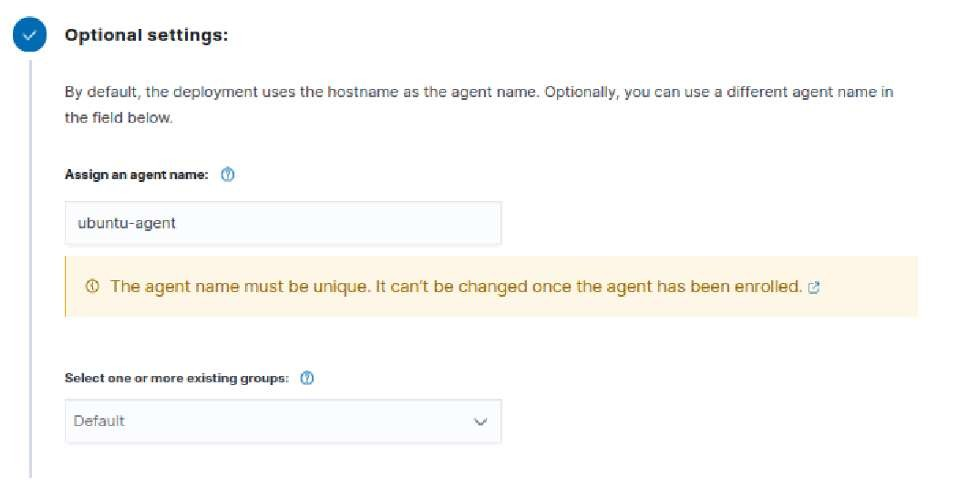 Optional settings:
By default, the deployment uses the hostname as the agent name. Optionally, you can use a different agent name in
the field below.
Assign an agent name:
ubuntu-agent
The agent name must be unique. It can't be changed once the agent has been enrolled.
Select one or more existing groups:
Default